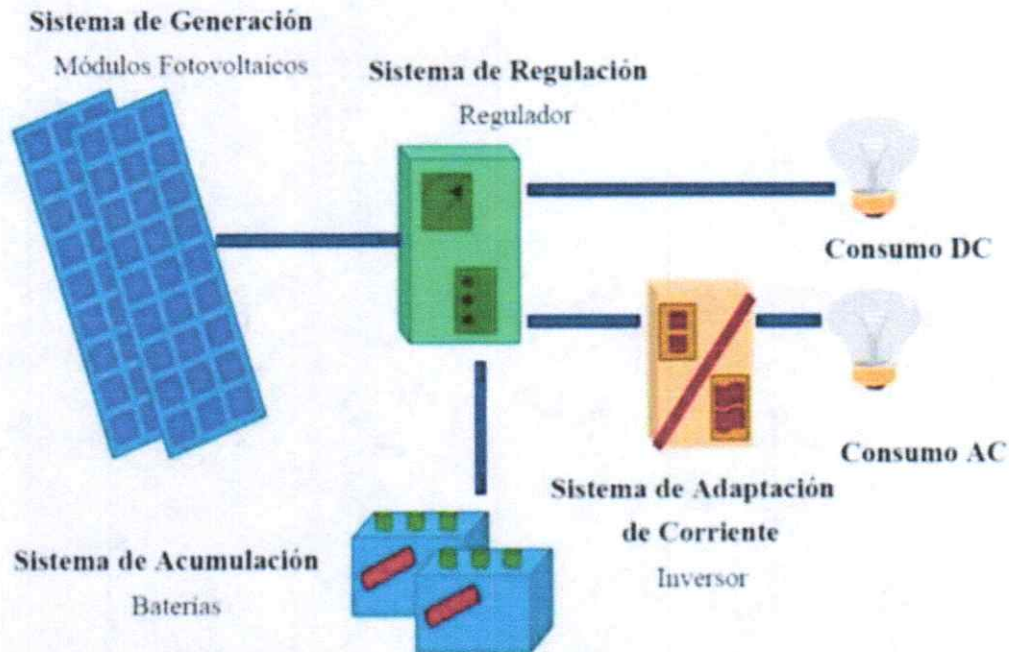 Sistema de Generación
Módulos Fotovoltaicos
Sistema de Regulación
Regulador
Consumo DC
Consumo AC
Sistema de Adaptación
de Corriente
Inversor
Sistema de Acumulación
Baterías